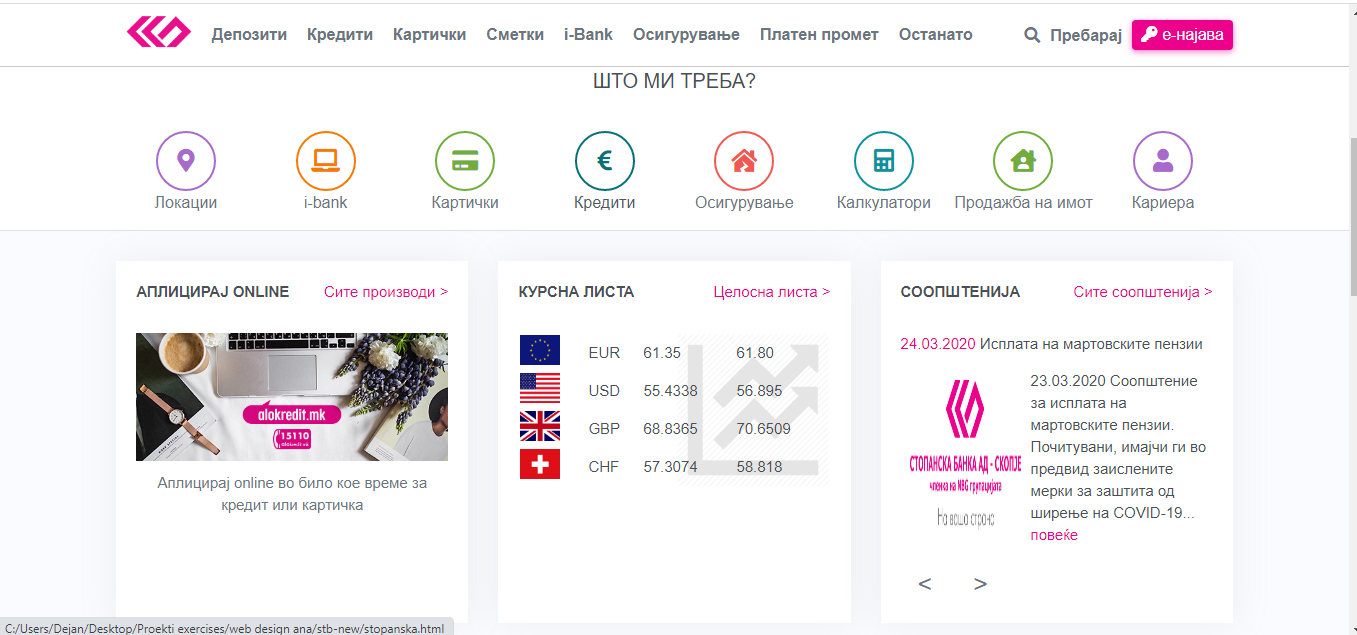 Депозити Кредити Картички Сметки i-Bank Осигурување Платен промет Останато Пребарај е-најава
ШТО МИ ТРЕБА?
Локации i-bank Картички Кредити Осигурување Калкулатори Продажба на имот Кариера
АПЛИЦИРАЈ ONLINE Сите производи >
alokredit.mk
15110
Аплицирај online во било кое време за
кредит или картичка
КУРСНА ЛИСТА Целосна листа >
EUR 61.35 61.80
USD 55.4338 56.895
GBP 68.8365 70.6509
CHF 57.3074 58.818
СООПШТЕНИЈА Сите соопштенија >
24.03.2020 Исплата на мартовските пензии
СТОПАНСКА БАНКА АД - СКОПЈЕ
членка на NBG групацијата
На ваша страна
23.03.2020 Соопштение
за исплата на
мартовските пензии.
Почитувани, имајчи ги во
предвид заислените
мерки за заштита од
ширење на COVID-19...
повеќе
< >
C:/Users/Dejan/Desktop/Proekti exercises/web design ana/stb-new/stopanska.html